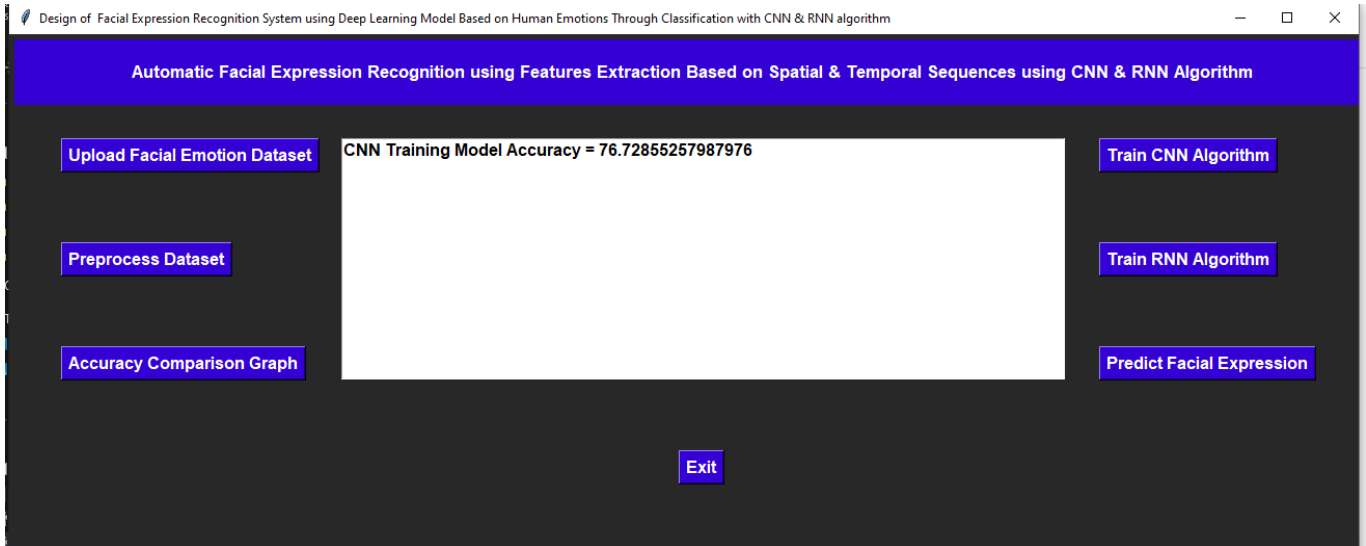 Design of  Facial Expression Recognition System using Deep Learning Model Based on Human Emotions Through Classification with CNN & RNN algorithm
Automatic Facial Expression Recognition using Features Extraction Based on Spatial & Temporal Sequences using CNN & RNN Algorithm
Upload Facial Emotion Dataset
CNN Training Model Accuracy = 76.72855257987976
Train CNN Algorithm
Preprocess Dataset
Train RNN Algorithm
Accuracy Comparison Graph
Predict Facial Expression
Exit